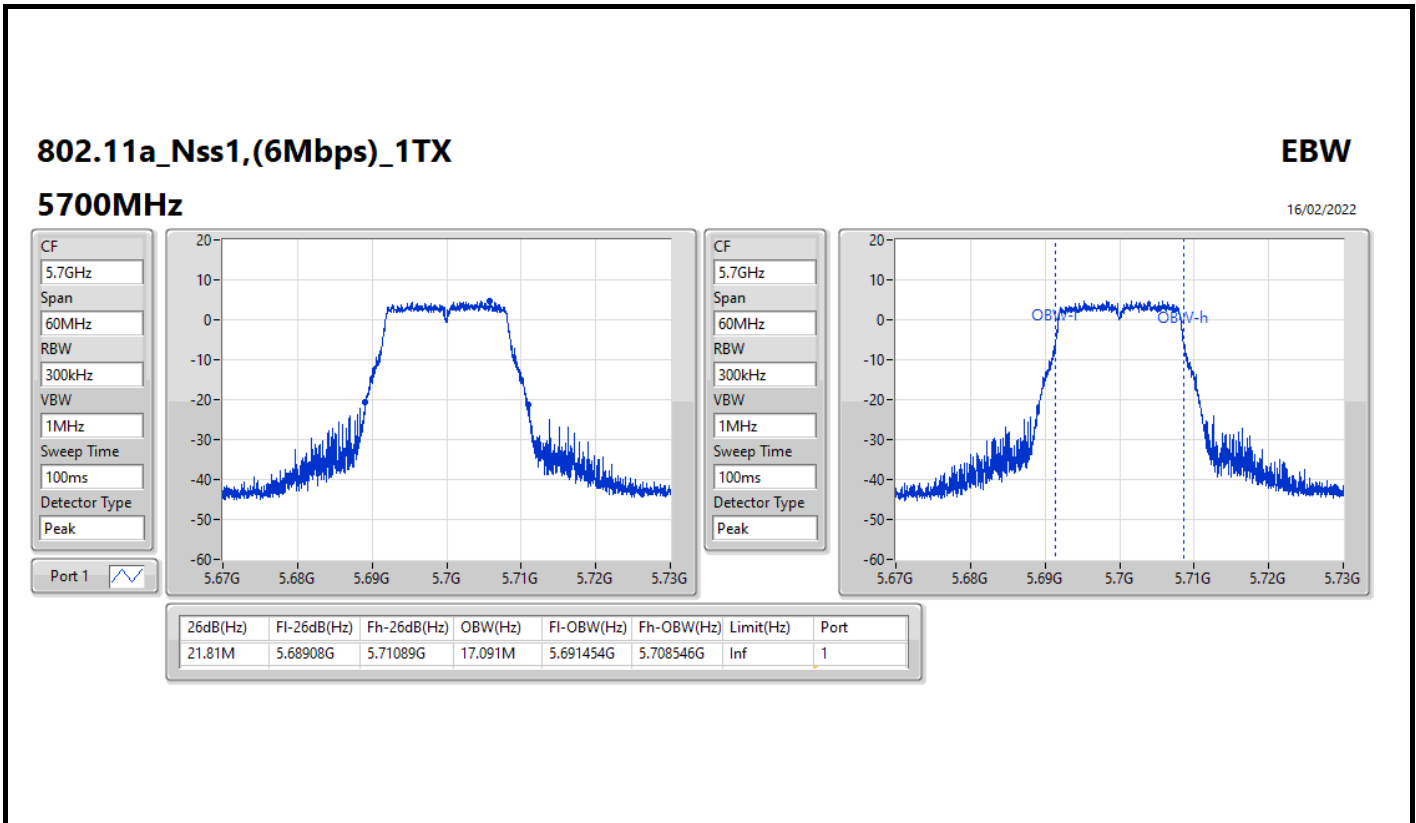 802.11a_Nss1,(6Mbps)_1TX
EBW
5700MHz
16/02/2022
CF
5.7GHz
Span
60MHz
RBW
300kHz
VBW
1MHz
Sweep Time
100ms
Detector Type
Peak
Port 1
20
10
0
-10
-20
-30
-40
-50
-60
5.67G 5.68G 5.69G 5.7G 5.71G 5.72G 5.73G
CF
5.7GHz
Span
60MHz
RBW
300kHz
VBW
1MHz
Sweep Time
100ms
Detector Type
Peak
20
10
0
-10
-20
-30
-40
-50
-60
OBW-l OBW-h
5.67G 5.68G 5.69G 5.7G 5.71G 5.72G 5.73G
26dB(Hz) Fl-26dB(Hz) Fh-26dB(Hz) OBW(Hz) Fl-OBW(Hz) Fh-OBW(Hz) Limit(Hz) Port
21.81M 5.68908G 5.71089G 17.091M 5.691454G 5.708546G Inf 1